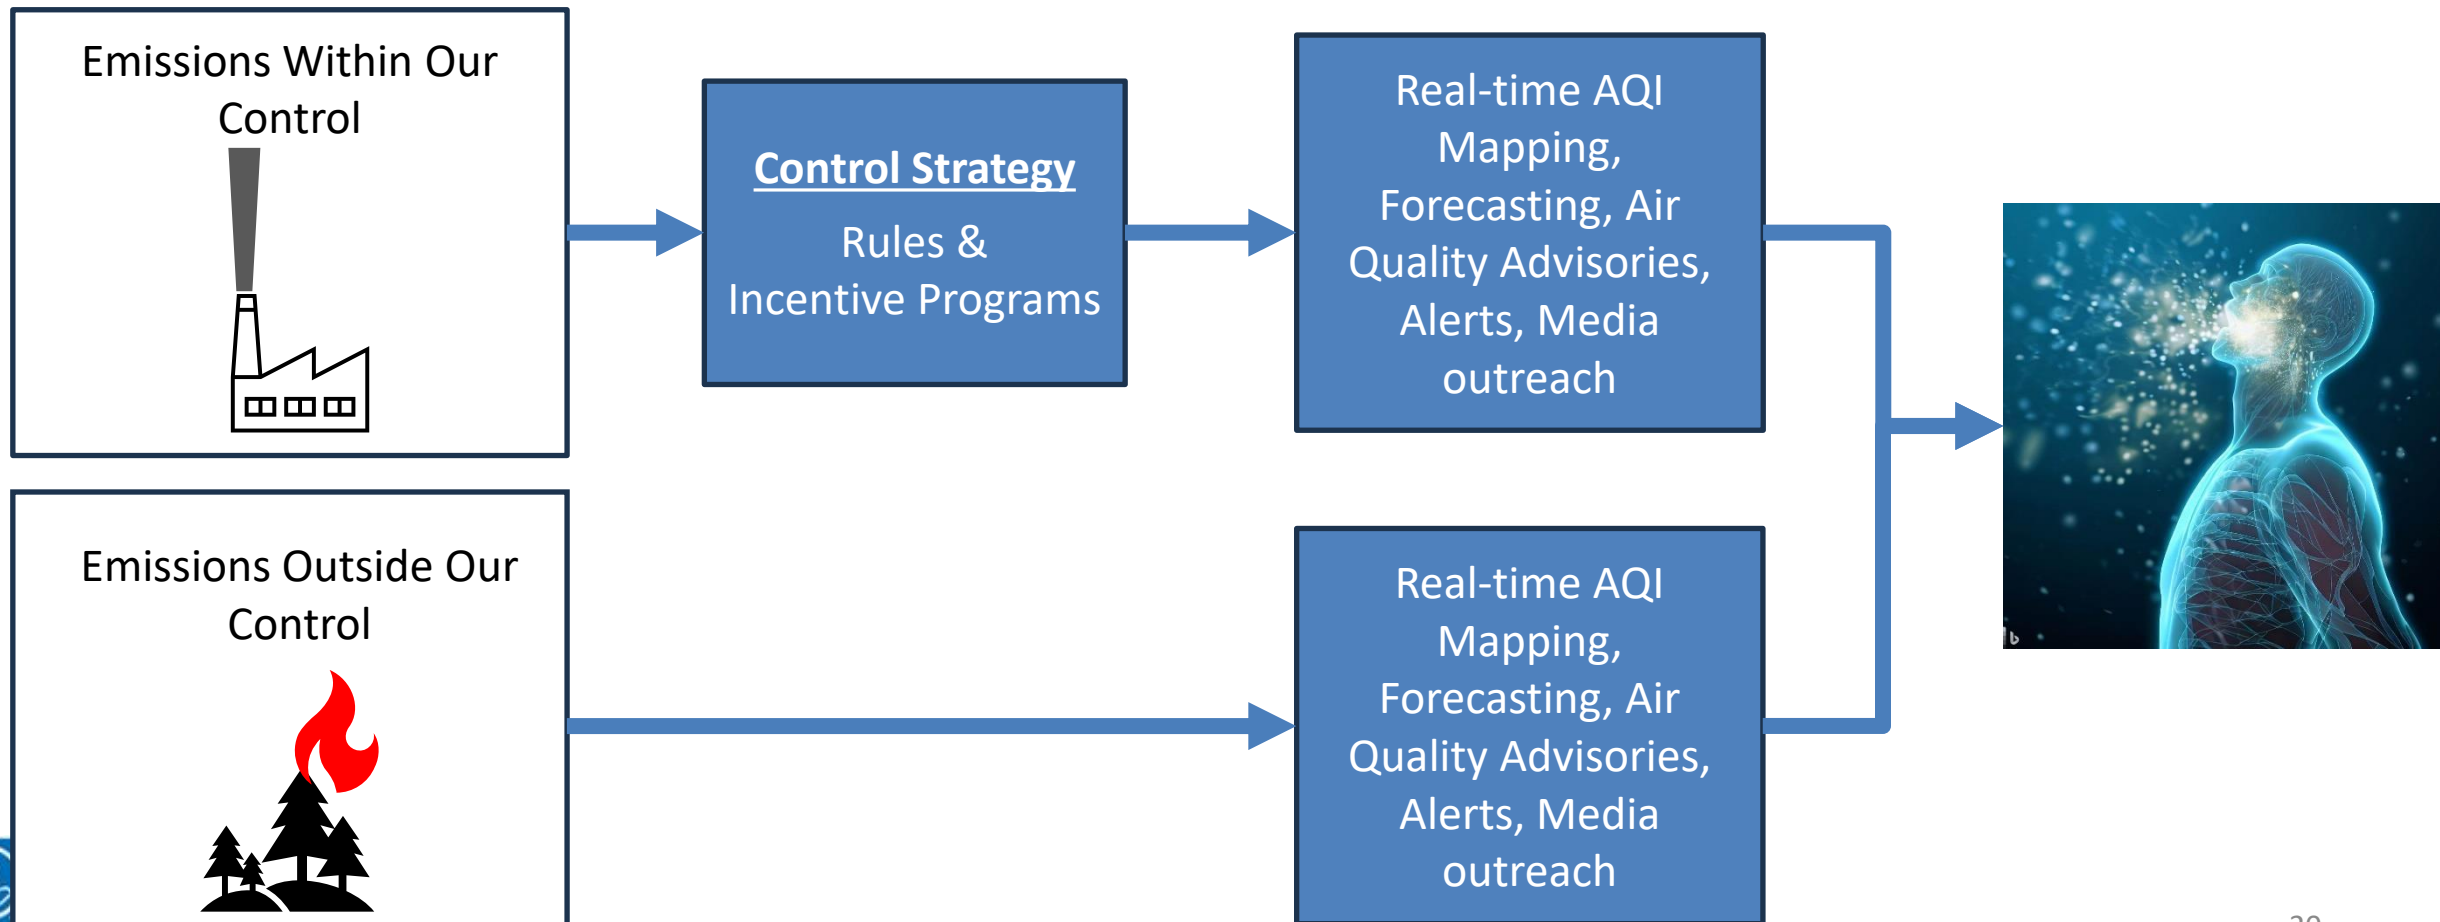 Emissions Within Our
Control
Control Strategy
Rules &
Incentive Programs
Real-time AQI
Mapping,
Forecasting, Air
Quality Advisories,
Alerts, Media
outreach
Emissions Outside Our
Control
Real-time AQI
Mapping,
Forecasting, Air
Quality Advisories,
Alerts, Media
outreach